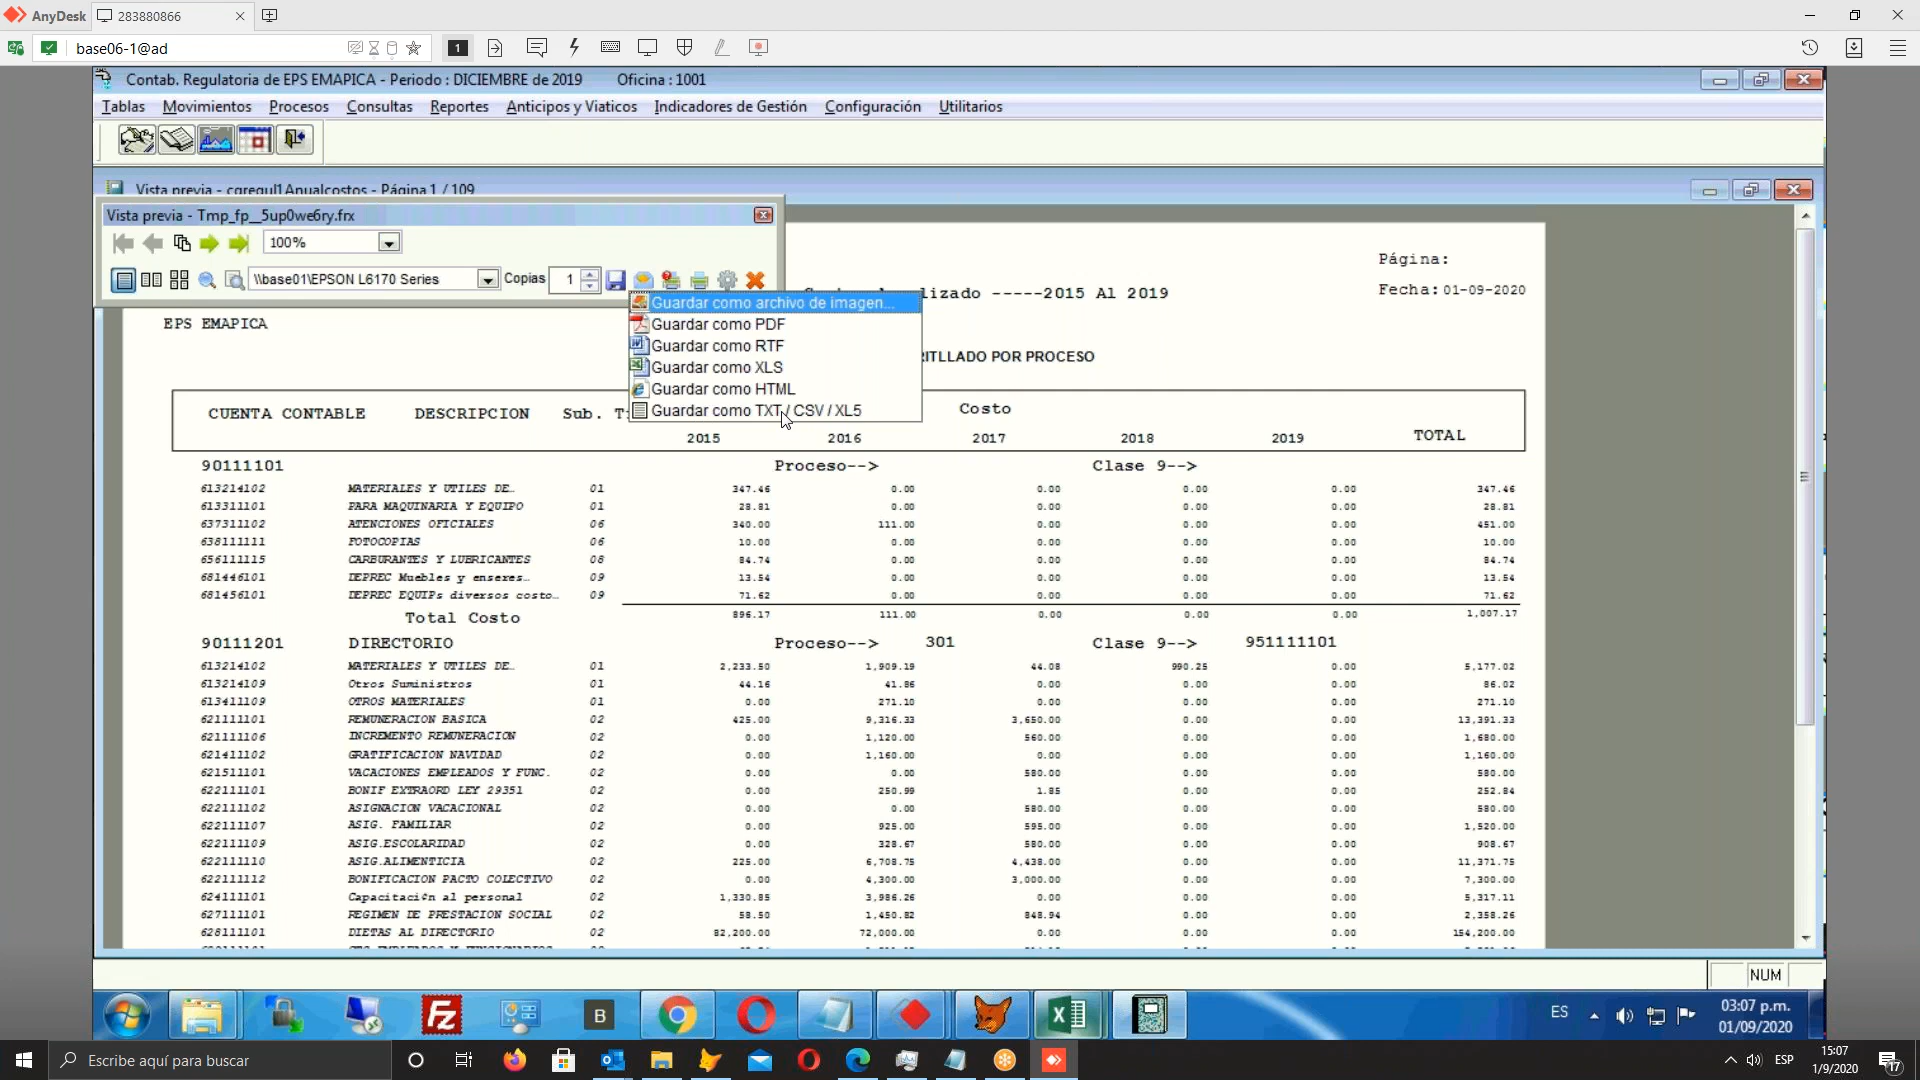 AnyDesk 283880866
base06-1@ad 1
Contab. Regulatoria de EPS EMAPICA - Periodo : DICIEMBRE de 2019 Oficina : 1001
Tablas Movimientos Procesos Consultas Reportes Anticipos y Viaticos Indicadores de Gestión Configuración Utilitarios
Vista previa - cgregul1Anualcostos - Página 1 / 109
Vista previa - Tmp_fp__5up0we6ry.frx
100%
\\base01\EPSON L6170 Series Copias 1
Guardar como archivo de imagen...
Guardar como PDF
Guardar como RTF
Guardar como XLS
Guardar como HTML
Guardar como TXT / CSV / XL5
Página:
Fecha: 01-09-2020
lizado -----2015 Al 2019
EPS EMAPICA
ITLLADO POR PROCESO
CUENTA CONTABLE DESCRIPCION Sub. T Costo
2015 2016 2017 2018 2019 TOTAL
90111101 Proceso--> Clase 9-->
613214102 MATERIALES Y UTILES DE… 01 347.46 0.00 0.00 0.00 0.00 347.46
613311101 PARA MAQUINARIA Y EQUIPO 01 28.81 0.00 0.00 0.00 0.00 28.81
637311102 ATENCIONES OFICIALES 06 340.00 111.00 0.00 0.00 0.00 451.00
638111111 FOTOCOPIAS 06 10.00 0.00 0.00 0.00 0.00 10.00
656111115 CARBURANTES Y LUBRICANTES 08 84.74 0.00 0.00 0.00 0.00 84.74
681446101 DEPREC Muebles y enseres… 09 13.54 0.00 0.00 0.00 0.00 13.54
681456101 DEPREC EQUIPs diversos costo… 09 71.62 0.00 0.00 0.00 0.00 71.62
Total Costo 896.17 111.00 0.00 0.00 0.00 1,007.17
90111201 DIRECTORIO Proceso--> 301 Clase 9--> 951111101
613214102 MATERIALES Y UTILES DE… 01 2,233.50 1,909.19 44.08 990.25 0.00 5,177.02
613214109 Otros Suministros 01 44.16 41.86 0.00 0.00 0.00 86.02
613411109 OTROS MATERIALES 01 0.00 271.10 0.00 0.00 0.00 271.10
621111101 REMUNERACION BASICA 02 425.00 9,316.33 3,650.00 0.00 0.00 13,391.33
621111106 INCREMENTO REMUNERACION 02 0.00 1,120.00 560.00 0.00 0.00 1,680.00
621411102 GRATIFICACION NAVIDAD 02 0.00 1,160.00 0.00 0.00 0.00 1,160.00
621511101 VACACIONES EMPLEADOS Y FUNC. 02 0.00 0.00 580.00 0.00 0.00 580.00
622111101 BONIF EXTRAORD LEY 29351 02 0.00 250.99 1.85 0.00 0.00 252.84
622111102 ASIGNACION VACACIONAL 02 0.00 0.00 580.00 0.00 0.00 580.00
622111107 ASIG. FAMILIAR 02 0.00 925.00 595.00 0.00 0.00 1,520.00
622111109 ASIG.ESCOLARIDAD 02 0.00 328.67 580.00 0.00 0.00 908.67
622111110 ASIG.ALIMENTICIA 02 225.00 6,708.75 4,438.00 0.00 0.00 11,371.75
622111112 BONIFICACION PACTO COLECTIVO 02 0.00 4,300.00 3,000.00 0.00 0.00 7,300.00
624111101 Capacitación al personal 02 1,330.85 3,986.26 0.00 0.00 0.00 5,317.11
627111101 REGIMEN DE PRESTACION SOCIAL 02 58.50 1,450.82 848.94 0.00 0.00 2,358.26
628111101 DIETAS AL DIRECTORIO 02 82,200.00 72,000.00 0.00 0.00 0.00 154,200.00
NUM
ES 03:07 p.m.
01/09/2020
Escribe aquí para buscar ESP 15:07
1/9/2020 17